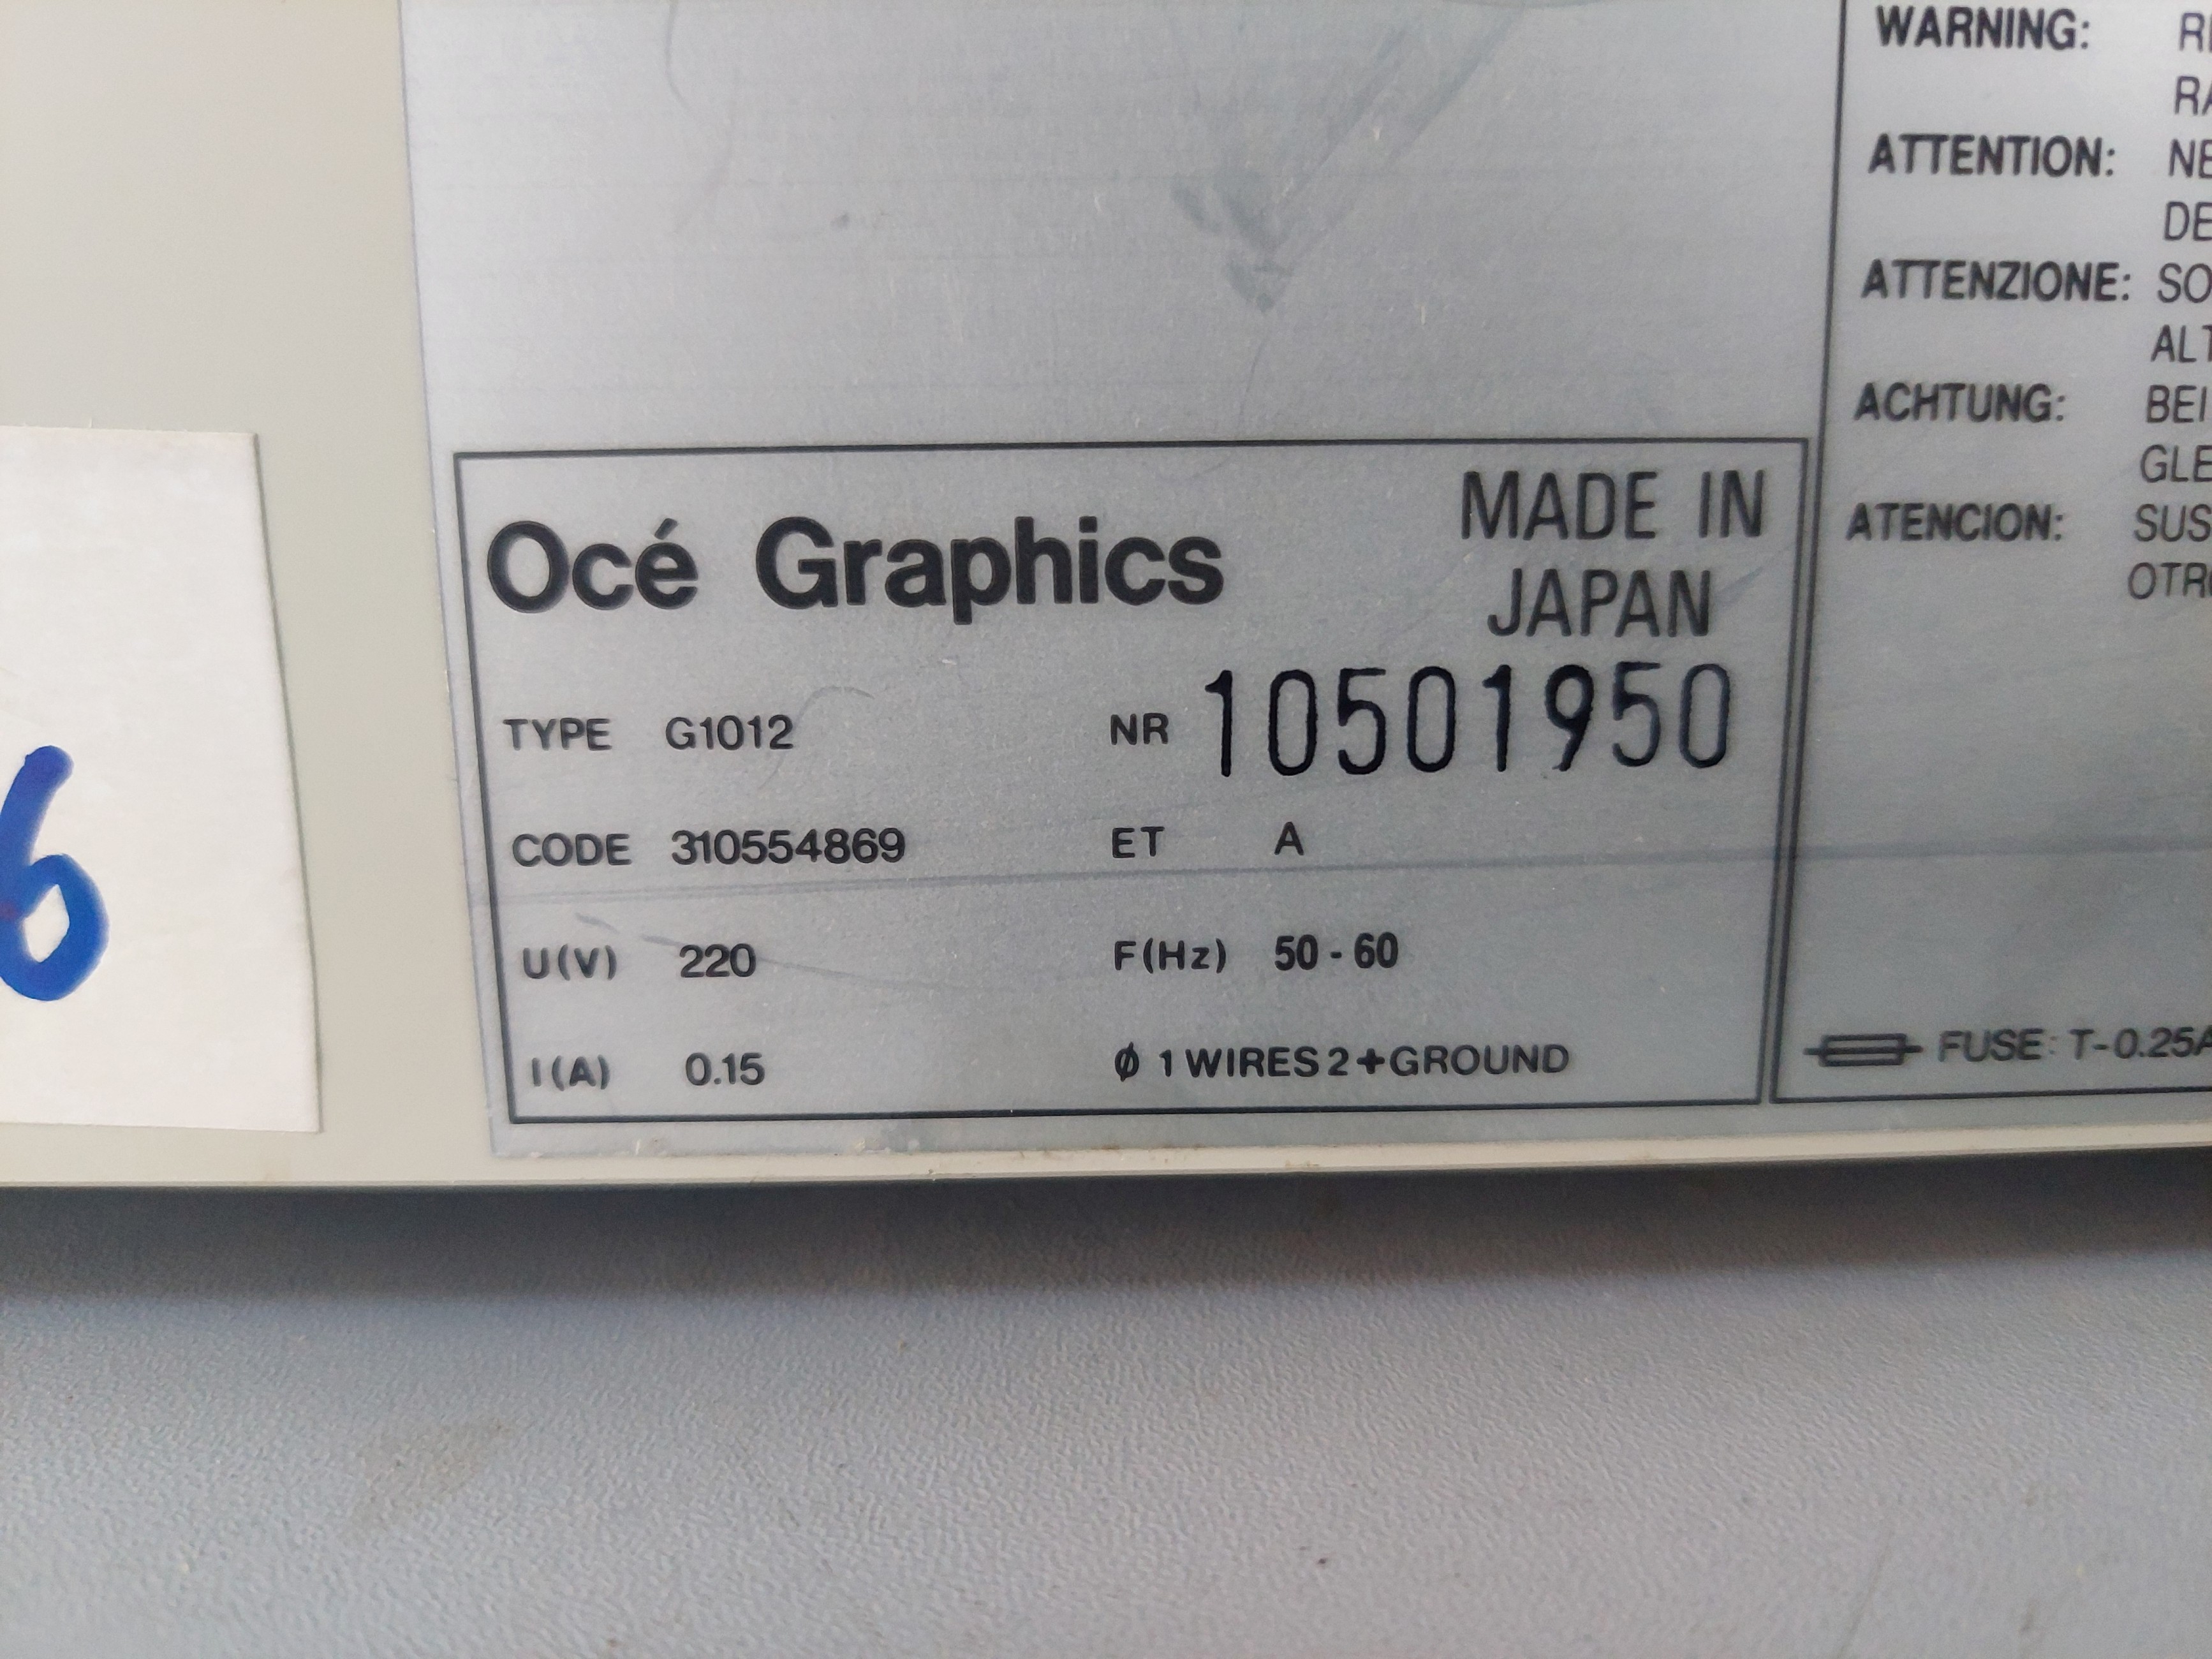 Océ Graphics
MADE IN
JAPAN
TYPE G1012 NR 10501950
CODE 310554869 ET A
U(V) 220 F(Hz) 50 - 60
I(A) 0.15 ϕ 1 WIRES 2 + GROUND
WARNING:
ATTENTION:
ATTENZIONE:
ACHTUNG:
BEI
ATENCION:
FUSE: T-0.25A
6